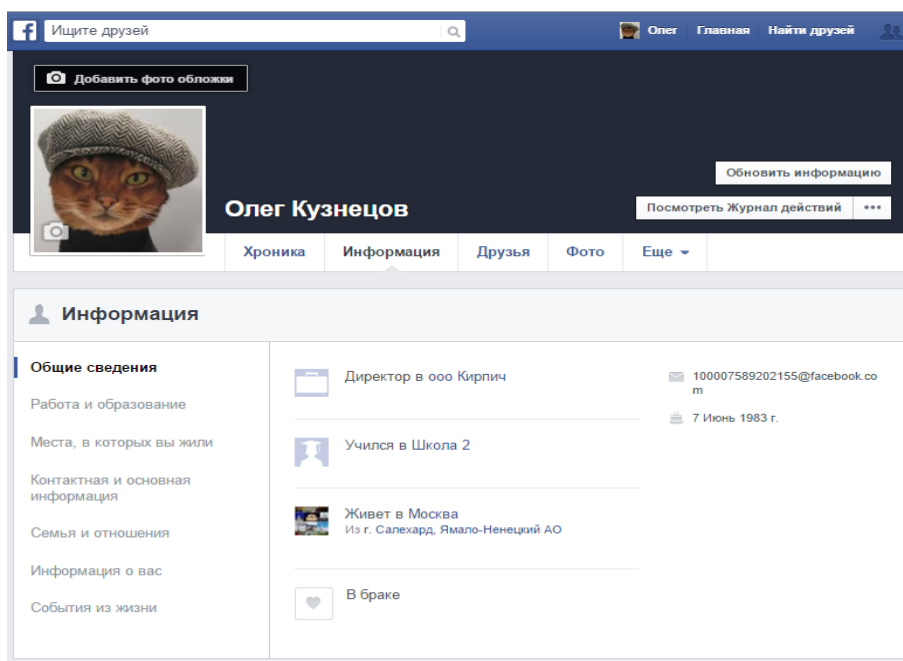 f Ищите друзей Олег Главная Найти друзей
Добавить фото обложки
Обновить информацию
Олег Кузнецов
Посмотреть Журнал действий •••
Хроника Информация Друзья Фото Еще
Информация
Общие сведения
Работа и образование
Места, в которых вы жили
Контактная и основная
информация
Семья и отношения
Информация о вас
События из жизни
Директор в ооо Кирпич
Учился в Школа 2
Живет в Москва
Из г. Салехард, Ямало-Ненецкий АО
В браке
100007589202155@facebook.co
m
7 Июнь 1983 г.